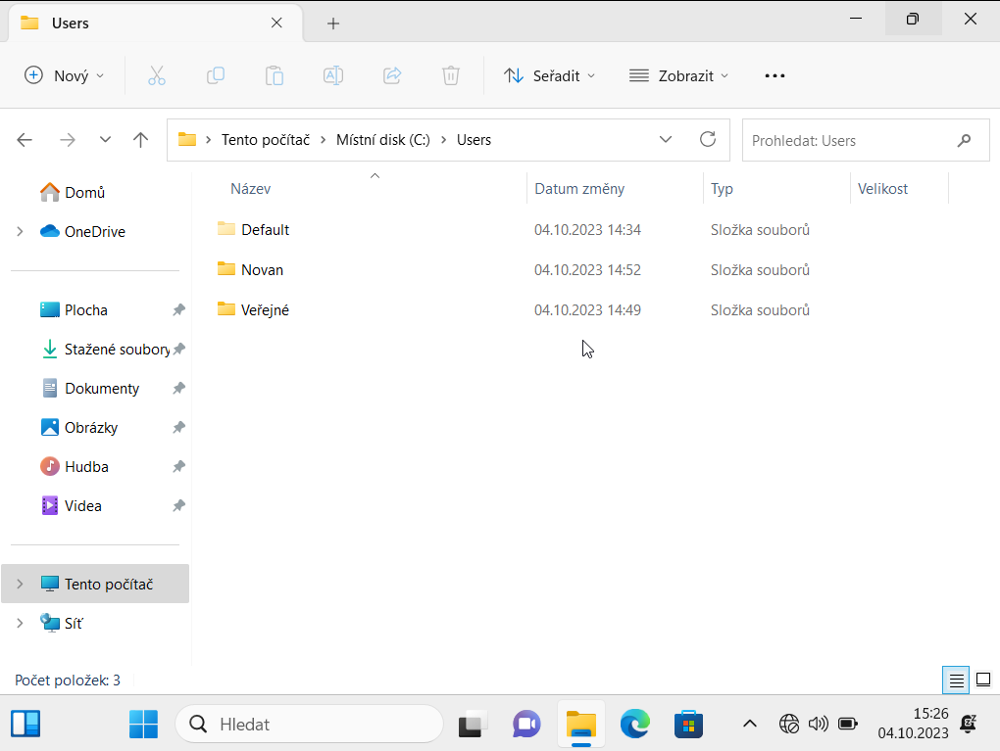 Users
Nový
Seřadit
Zobrazit
Tento počítač
Místní disk (C:)
Users
Prohledat: Users
Domů
OneDrive
Plocha
Stažené soubory
Dokumenty
Obrázky
Hudba
Videa
Tento počítač
Síť
Název
Datum změny
Typ
Velikost
Default
04.10.2023 14:34
Složka souborů
Novan
04.10.2023 14:52
Složka souborů
Veřejné
04.10.2023 14:49
Složka souborů
Počet položek: 3
Hledat
15:26
04.10.2023